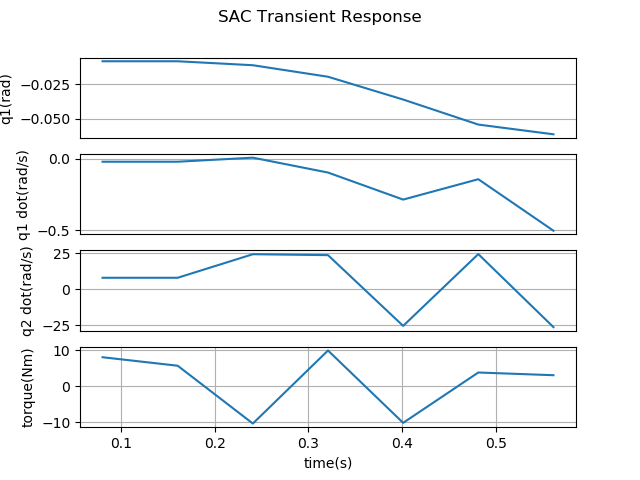 SAC Transient Response
q1(rad)
−0.025
−0.050
q1 dot(rad/s)
0.0
−0.5
q2 dot(rad/s)
25
0
−25
torque(Nm)
10
0
−10
0.1 0.2 0.3 0.4 0.5
time(s)